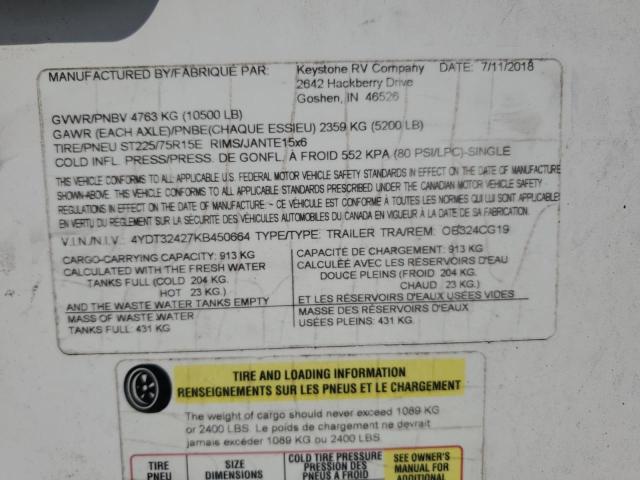 MANUFACTURED BY/FABRIQUÉ PAR: Keystone RV Company DATE: 7/11/2018
2642 Hackberry Drive
Goshen, IN 46526
GVWR/PNBV 4763 KG (10500 LB)
GAWR (EACH AXLE)/PNBE(CHAQUE ESSIEU) 2359 KG (5200 LB)
TIRE/PNEU ST225/75R15E RIMS/JANTE15x6
COLD INFL. PRESS/PRESS. DE GONFL. À FROID 552 KPA (80 PSI/LPC)-SINGLE
THIS VEHICLE CONFORMS TO ALL APPLICABLE U.S. FEDERAL MOTOR VEHICLE SAFETY STANDARDS IN EFFECT ON THE DATE OF MANUFACTURE
SHOWN-ABOVE. THIS VEHICLE CONFORMS TO ALL APPLICABLE STANDARDS PRESCRIBED UNDER THE CANADIAN MOTOR VEHICLE SAFETY
REGULATIONS IN EFFECT ON THE DATE OF MANUFACTURE - CE VÉHICULE EST CONFORME À TOUTES LES NORMES QUI LUI SONT APPLICABLES
EN VERTU DU RÈGLEMENT SUR LA SÉCURITÉ DES VÉHICULES AUTOMOBILES DU CANADA EN VIGUEUR À LA DATE DE SA FABRICATION
V.I.N./N.I.V.: 4YDT32427KB450664 TYPE/TYPE: TRAILER TRA/REM: OB324CG19
CARGO-CARRYING CAPACITY: 913 KG
CALCULATED WITH THE FRESH WATER
TANKS FULL: (COLD 204 KG.
HOT 23 KG.)
AND THE WASTE WATER TANKS EMPTY
MASS OF WASTE WATER
TANKS FULL: 431 KG
CAPACITÉ DE CHARGEMENT: 913 KG
CALCULÉE AVEC LES RÉSERVOIRS D'EAU
DOUCE PLEINS (FROID 204 KG.
CHAUD 23 KG.)
ET LES RÉSERVOIRS D'EAUX USÉES VIDES
MASSE DES RÉSERVOIRS D'EAUX
USÉES PLEINS: 431 KG.
TIRE AND LOADING INFORMATION
RENSEIGNEMENTS SUR LES PNEUS ET LE CHARGEMENT
The weight of cargo should never exceed 1089 KG
or 2400 LBS. Le poids de chargement ne devrait
jamais excéder 1089 KG ou 2400 LBS.
TIRE
PNEU
SIZE
DIMENSIONS
COLD TIRE PRESSURE
PRESSION DES
PNEUS A FROID
SEE OWNER'S
MANUAL FOR
ADDITIONAL